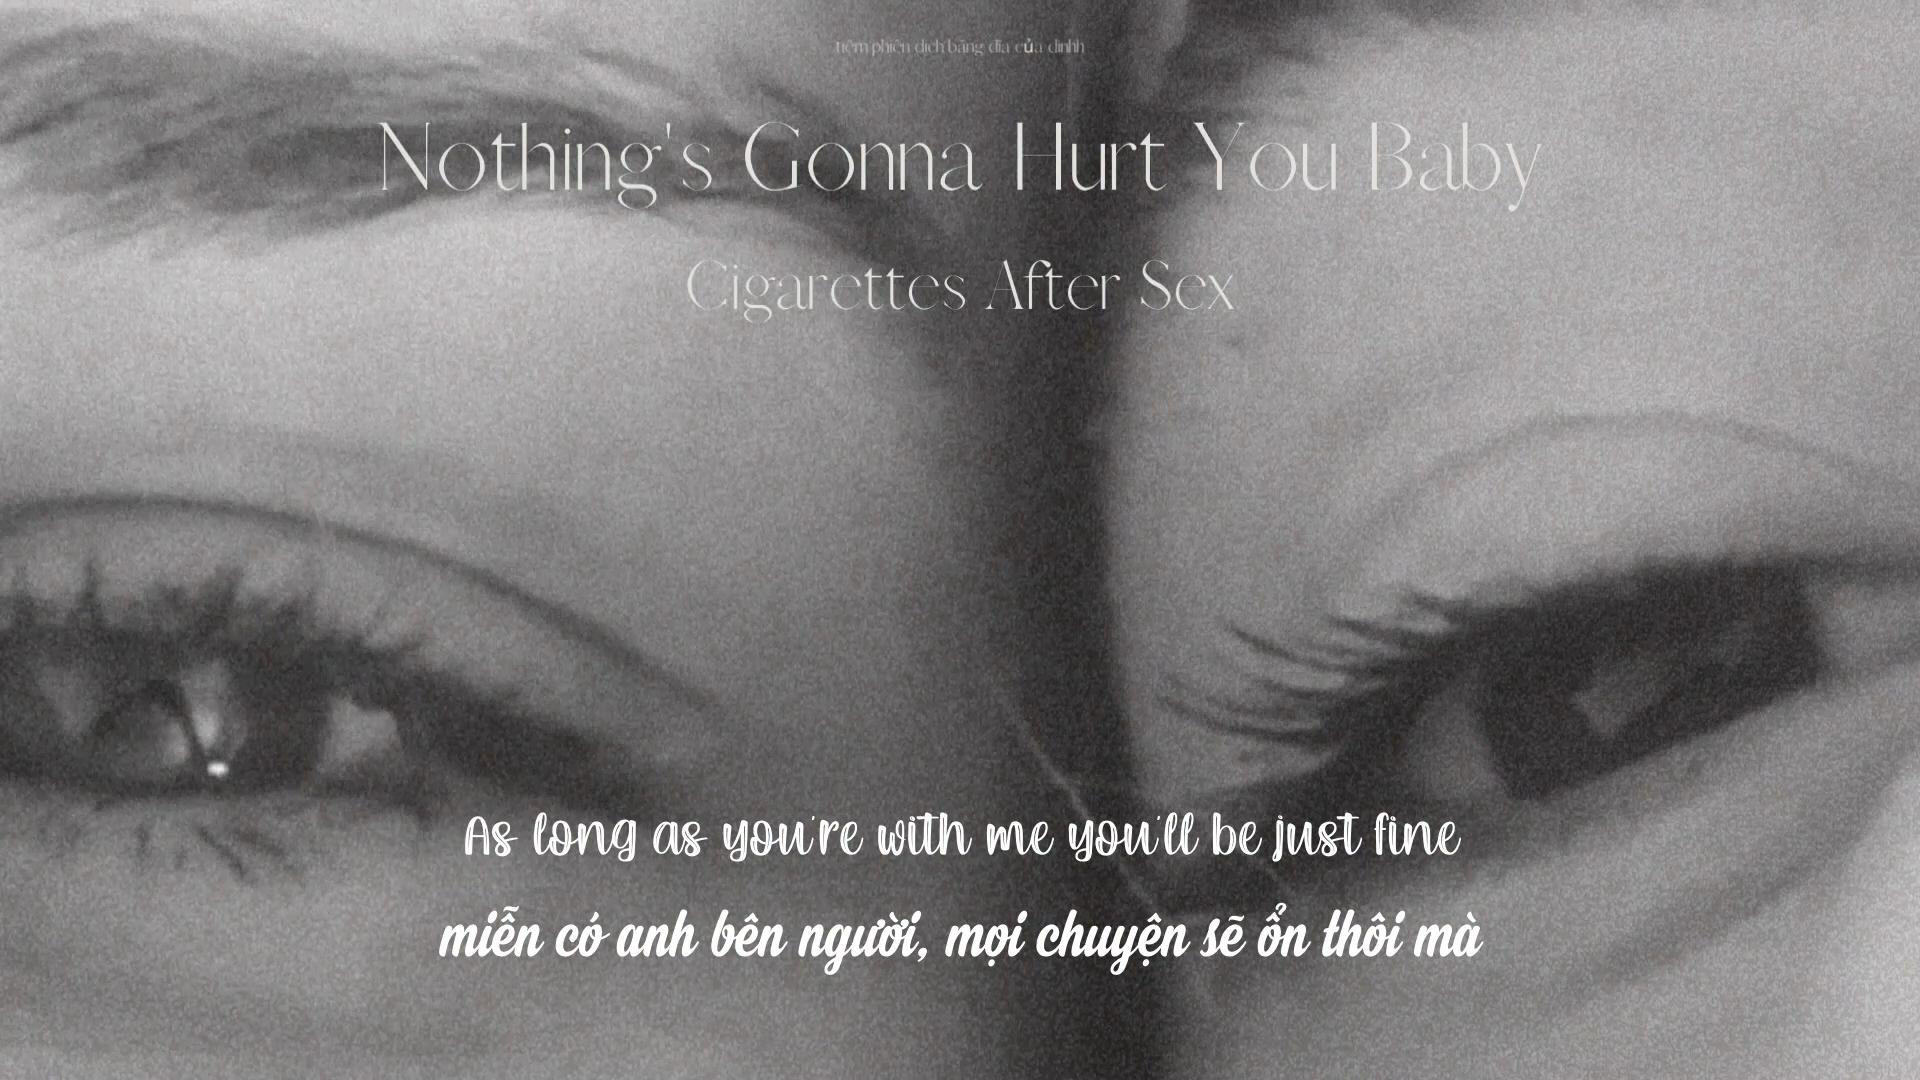 tiệm phiên dịch băng đĩa của dinhh
Nothing's Gonna Hurt You Baby
Cigarettes After Sex
As long as you're with me you'll be just fine
miễn có anh bên người, mọi chuyện sẽ ổn thôi mà